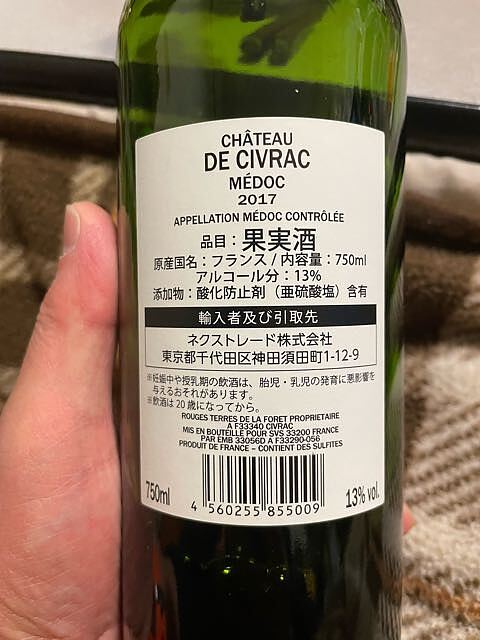 CHÂTEAU
DE CIVRAC
MÉDOC
2017
APPELLATION MÉDOC CONTRÔLÉE
品目：果実酒
原産国名：フランス / 内容量：750ml
アルコール分：13%
添加物：酸化防止剤（亜硫酸塩）含有
輸入者及び引取先
ネクストレード株式会社
東京都千代田区神田須田町1-12-9
※妊娠中や授乳期の飲酒は、胎児・乳児の発育に悪影響を
与えるおそれがあります。
※飲酒は20歳になってから。
ROUGES TERRES DE LA FORET PROPRIETAIRE
A F33340 CIVRAC
MIS EN BOUTEILLE POUR SVS 33200 FRANCE
PAR EMB 33056D A F33290-056
PRODUIT DE FRANCE – CONTIENT DES SULFITES
750ml
13% vol.
4 560255 855009